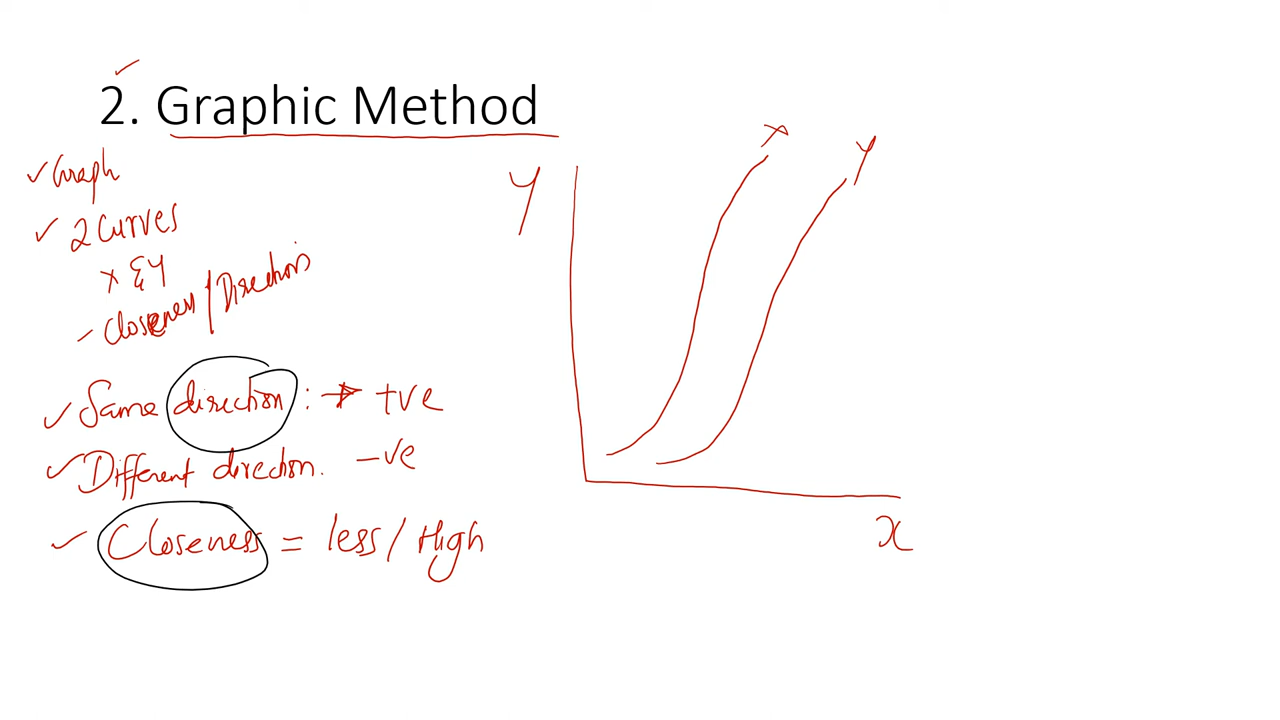 2. Graphic Method
Graph
2 Curves
X & Y
- Closeness / Direction
Same direction : +ve
Different direction. -ve
Closeness = less / High
Y
X
Y
x